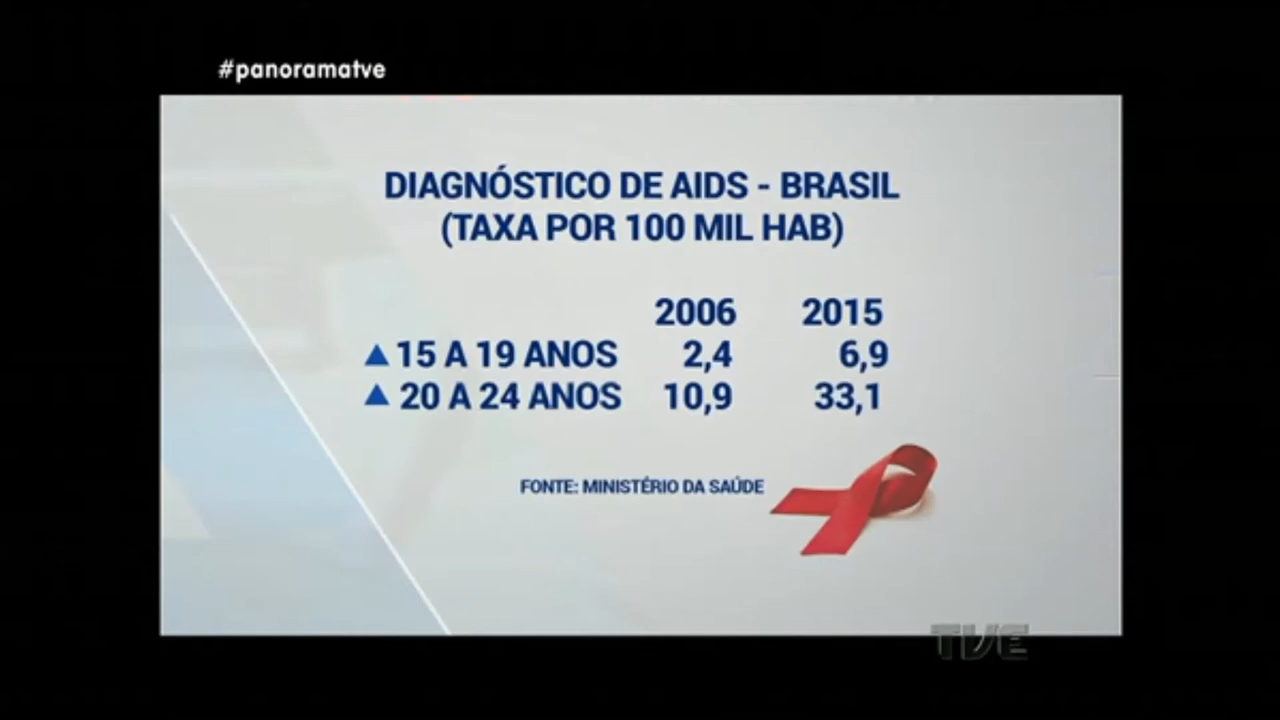 #panoramatve
DIAGNÓSTICO DE AIDS - BRASIL
(TAXA POR 100 MIL HAB)
2006 2015
15 A 19 ANOS 2,4 6,9
20 A 24 ANOS 10,9 33,1
FONTE: MINISTÉRIO DA SAÚDE
TVE